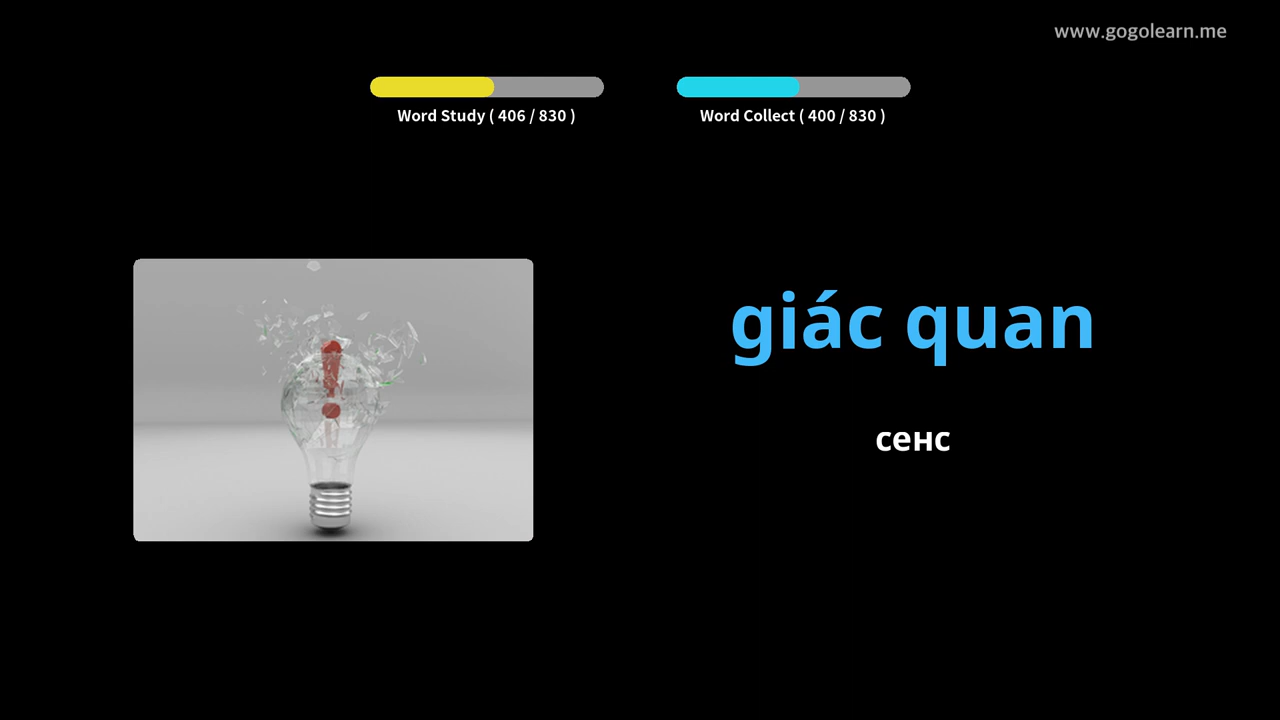 www.gogolearn.me
Word Study ( 406 / 830 )
Word Collect ( 400 / 830 )
giác quan
сенс